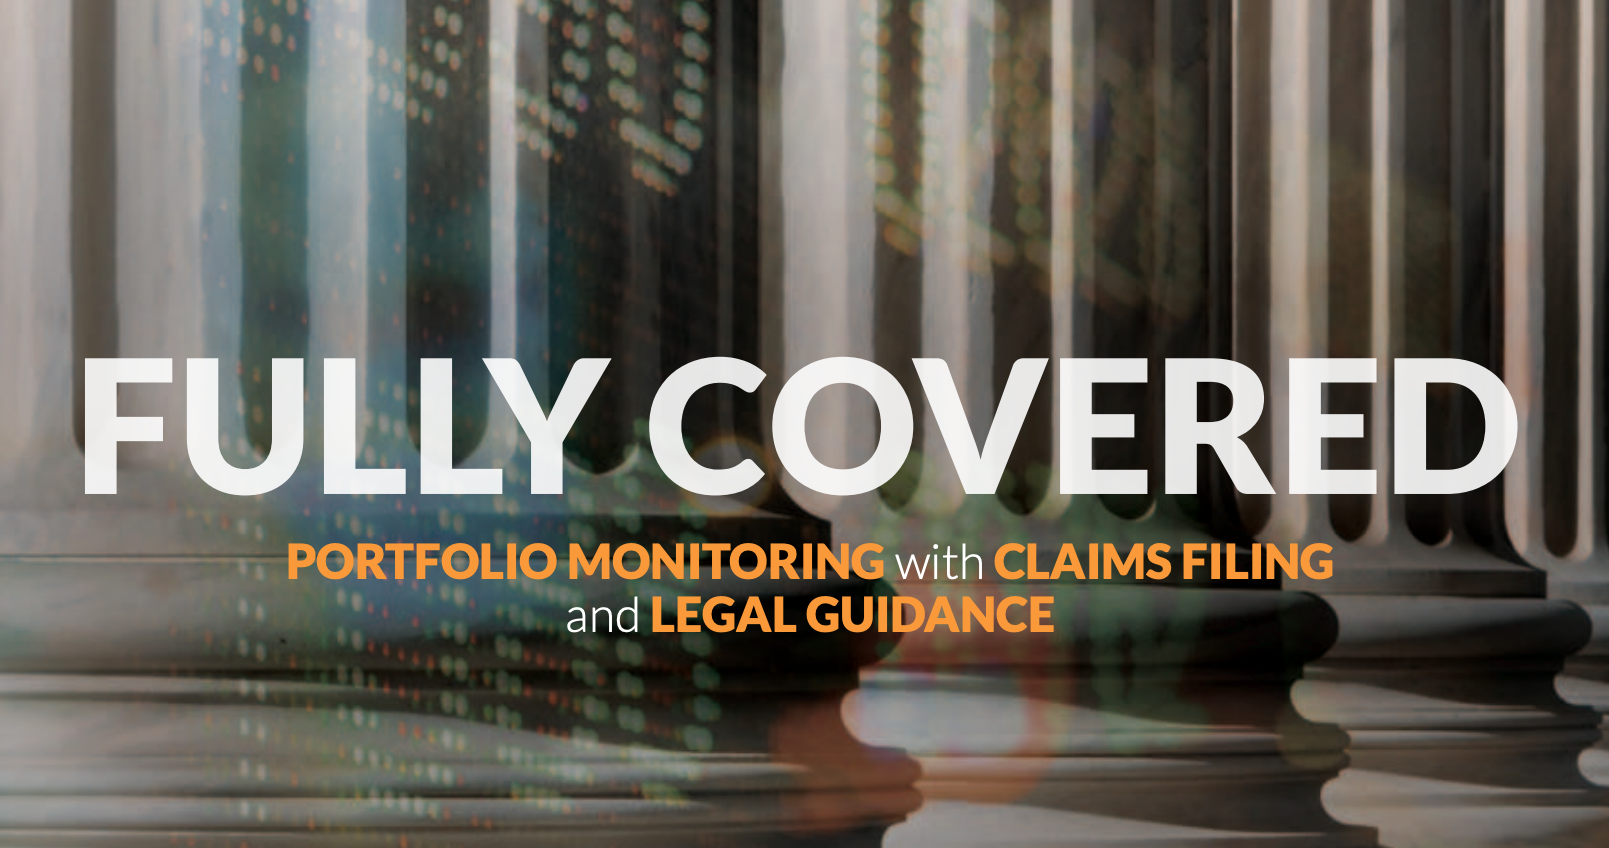 FULLY COVERED
PORTFOLIO MONITORING with CLAIMS FILING
and LEGAL GUIDANCE